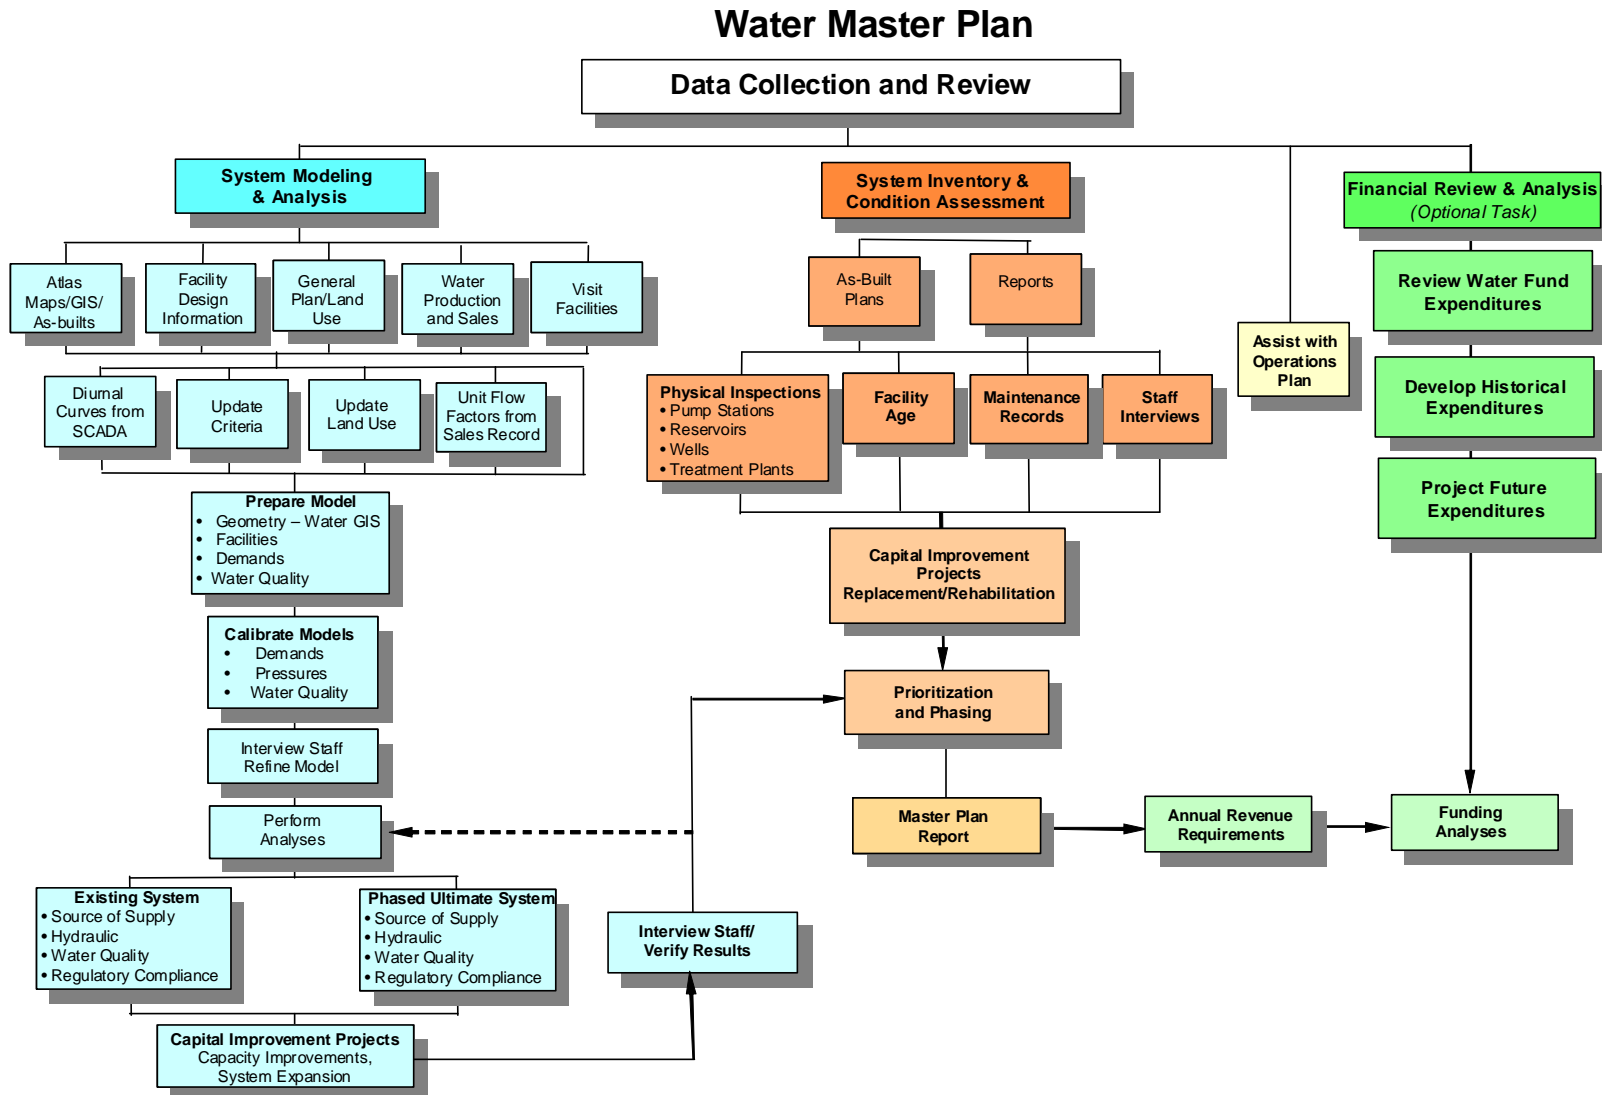 Water Master Plan
Data Collection and Review
System Modeling
& Analysis
System Inventory &
Condition Assessment
Financial Review & Analysis
(Optional Task)
Atlas
Maps/GIS/
As-builts
Facility
Design
Information
General
Plan/Land
Use
Water
Production
and Sales
Visit
Facilities
As-Built
Plans
Reports
Review Water Fund
Expenditures
Assist with
Operations
Plan
Diurnal
Curves from
SCADA
Update
Criteria
Update
Land Use
Unit Flow
Factors from
Sales Record
Physical Inspections
• Pump Stations
• Reservoirs
• Wells
• Treatment Plants
Facility
Age
Maintenance
Records
Staff
Interviews
Develop Historical
Expenditures
Project Future
Expenditures
Prepare Model
• Geometry – Water GIS
• Facilities
• Demands
• Water Quality
Capital Improvement
Projects
Replacement/Rehabilitation
Calibrate Models
• Demands
• Pressures
• Water Quality
Prioritization
and Phasing
Interview Staff
Refine Model
Perform
Analyses
Master Plan
Report
Annual Revenue
Requirements
Funding
Analyses
Existing System
• Source of Supply
• Hydraulic
• Water Quality
• Regulatory Compliance
Phased Ultimate System
• Source of Supply
• Hydraulic
• Water Quality
• Regulatory Compliance
Interview Staff/
Verify Results
Capital Improvement Projects
Capacity Improvements,
System Expansion